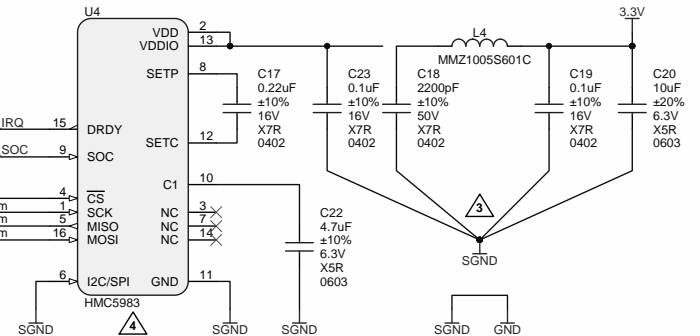 U4
3.3V
VDD 2
VDDIO 13
L4
MMZ1005S601C
SETP 8
C17
0.22uF
±10%
16V
X7R
0402
C23
0.1uF
±10%
16V
X7R
0402
C18
2200pF
±10%
50V
X7R
0402
C19
0.1uF
±10%
16V
X7R
0402
C20
10uF
±20%
6.3V
X5R
0603
IRQ 15 DRDY
SETC 12
SOC 9 SOC
C1 10
4 CS
m 1 SCK
m 5 MISO
m 16 MOSI
NC 3
NC 7
NC 14
C22
4.7uF
±10%
6.3V
X5R
0603
3
SGND
6 I2C/SPI
GND 11
HMC5983
4
SGND
SGND
SGND
SGND
GND